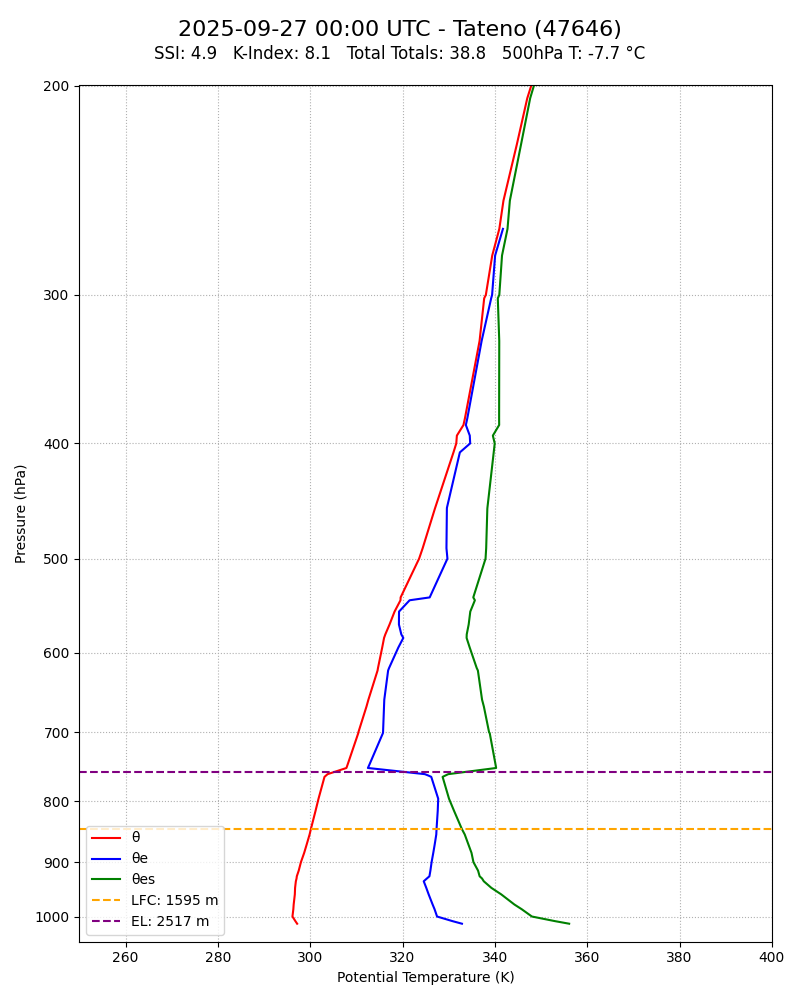 2025-09-27 00:00 UTC - Tateno (47646)
SSI: 4.9   K-Index: 8.1   Total Totals: 38.8   500hPa T: -7.7 °C
200
300
400
500
600
700
800
900
1000
Pressure (hPa)
θ
θe
θes
LFC: 1595 m
EL: 2517 m
260 280 300 320 340 360 380 400
Potential Temperature (K)